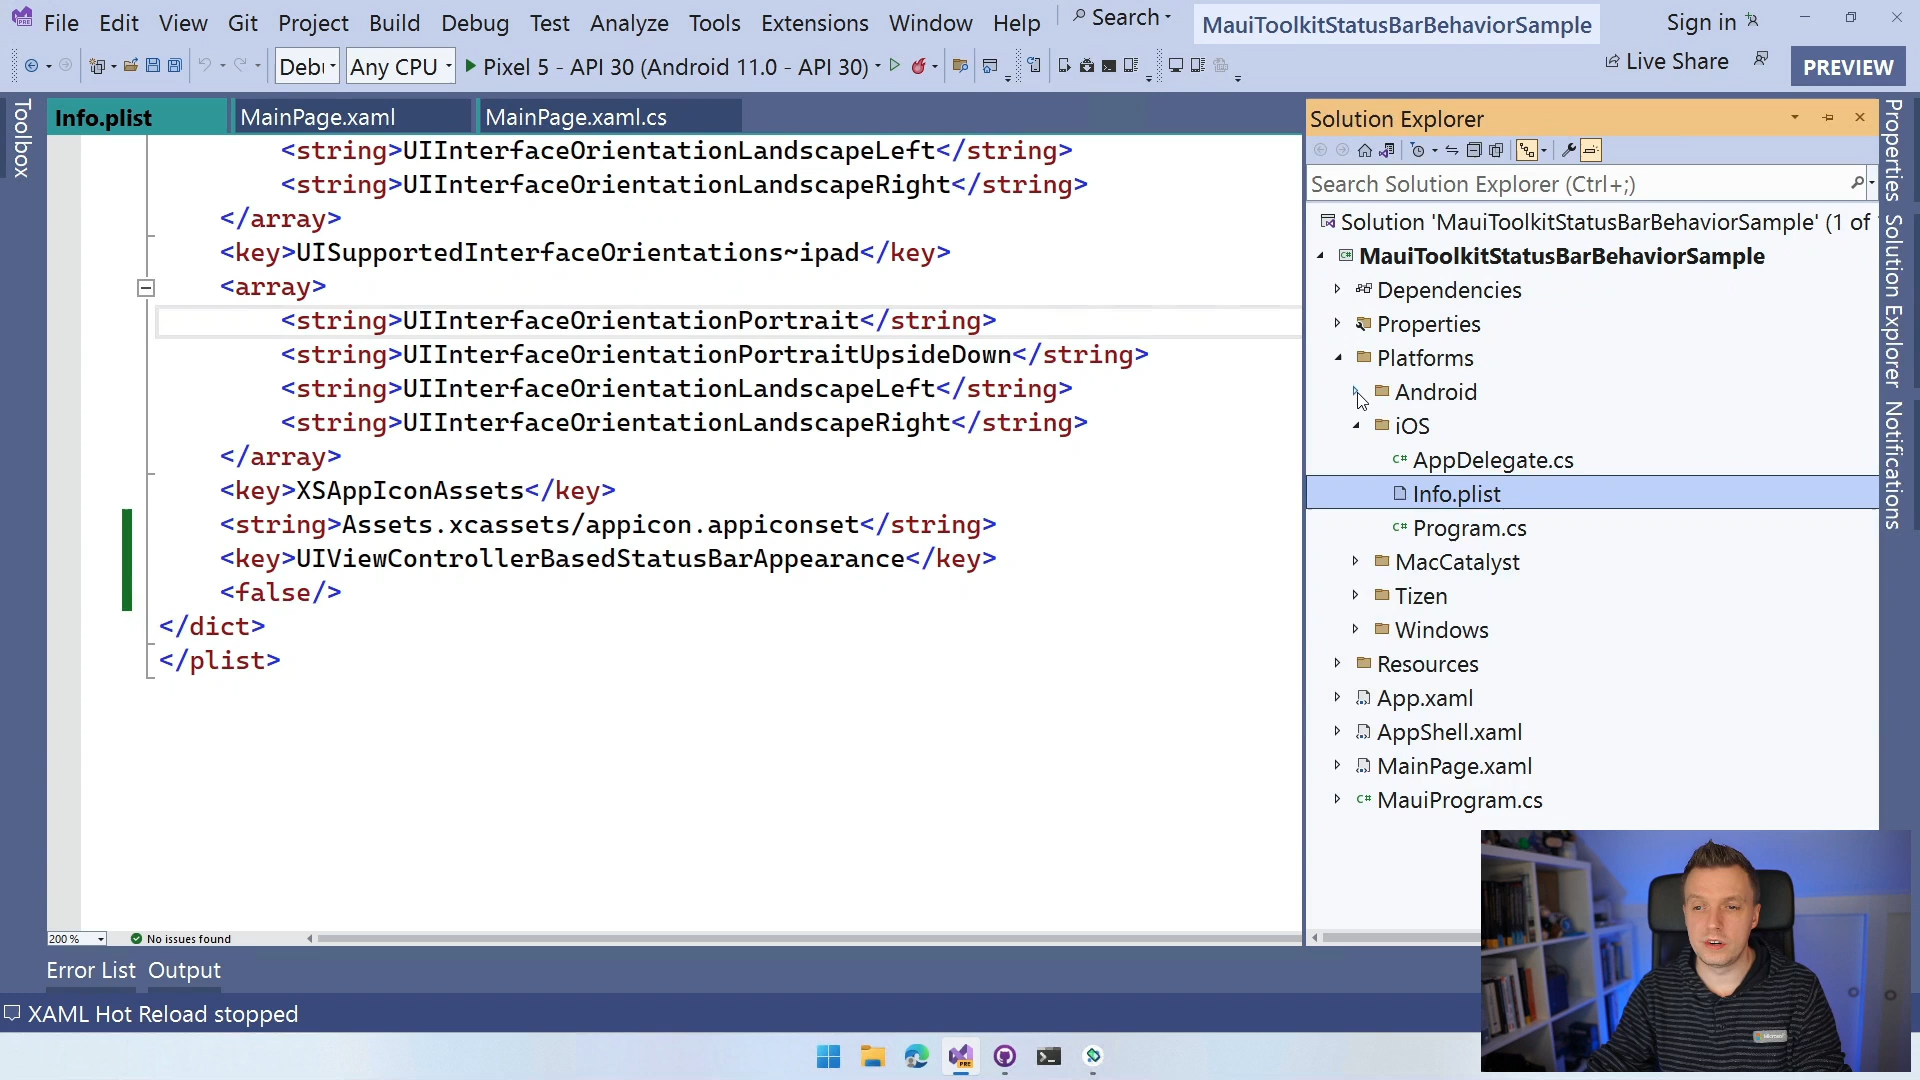 File Edit View Git Project Build Debug Test Analyze Tools Extensions Window Help Search MauiToolkitStatusBarBehaviorSample Sign in
Debu Any CPU Pixel 5 - API 30 (Android 11.0 - API 30) Live Share PREVIEW
Toolbox
Info.plist MainPage.xaml MainPage.xaml.cs
<string>UIInterfaceOrientationLandscapeLeft</string>
<string>UIInterfaceOrientationLandscapeRight</string>
</array>
<key>UISupportedInterfaceOrientations~ipad</key>
<array>
<string>UIInterfaceOrientationPortrait</string>
<string>UIInterfaceOrientationPortraitUpsideDown</string>
<string>UIInterfaceOrientationLandscapeLeft</string>
<string>UIInterfaceOrientationLandscapeRight</string>
</array>
<key>XSAppIconAssets</key>
<string>Assets.xcassets/appicon.appiconset</string>
<key>UIViewControllerBasedStatusBarAppearance</key>
<false/>
</dict>
</plist>
200 % No issues found
Error List Output
XAML Hot Reload stopped
Solution Explorer
Search Solution Explorer (Ctrl+;)
Solution 'MauiToolkitStatusBarBehaviorSample' (1 of
C# MauiToolkitStatusBarBehaviorSample
Dependencies
Properties
Platforms
Android
iOS
C# AppDelegate.cs
Info.plist
C# Program.cs
MacCatalyst
Tizen
Windows
Resources
App.xaml
AppShell.xaml
MainPage.xaml
C# MauiProgram.cs
Properties
Solution Explorer
Notifications
PRE
Microsoft